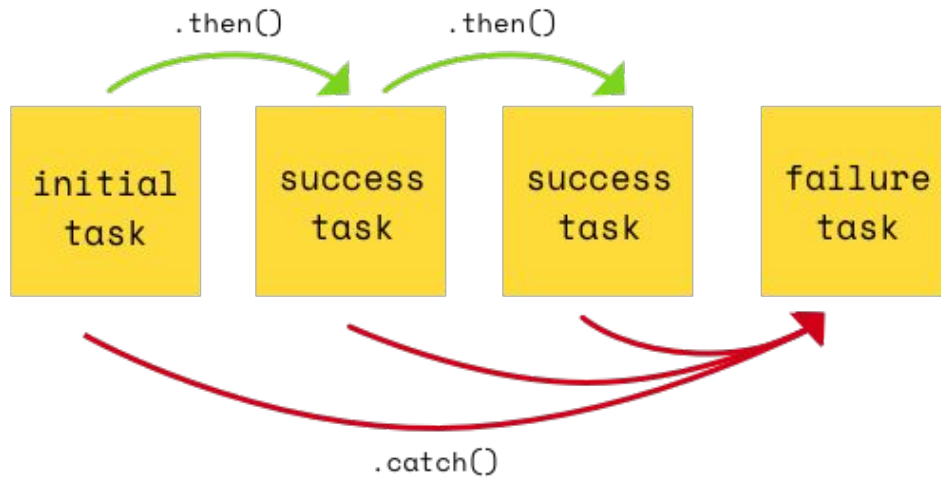 .then()
.then()
initial
task
success
task
success
task
failure
task
.catch()